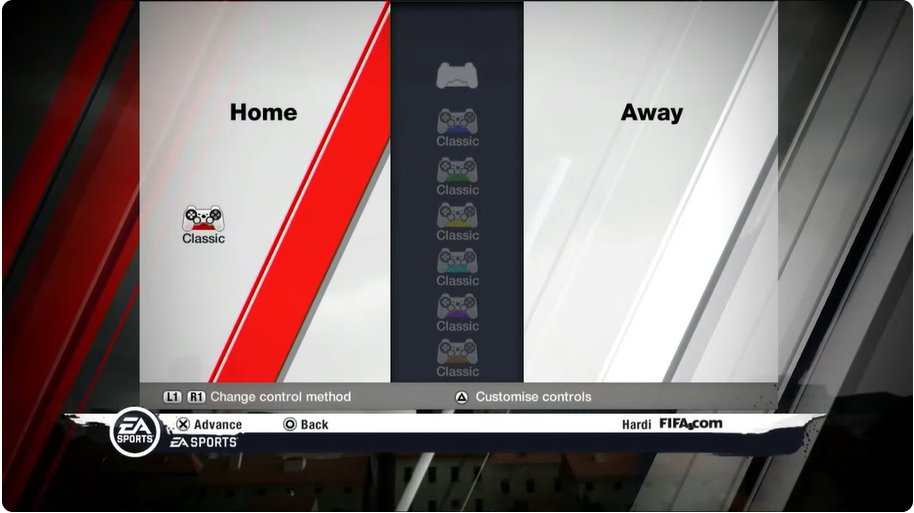 Home
Away
Classic
Classic
Classic
Classic
Classic
Classic
Classic
L1 R1 Change control method
Customise controls
EA
SPORTS
Advance
Back
Hardi FIFA.com
EA SPORTS